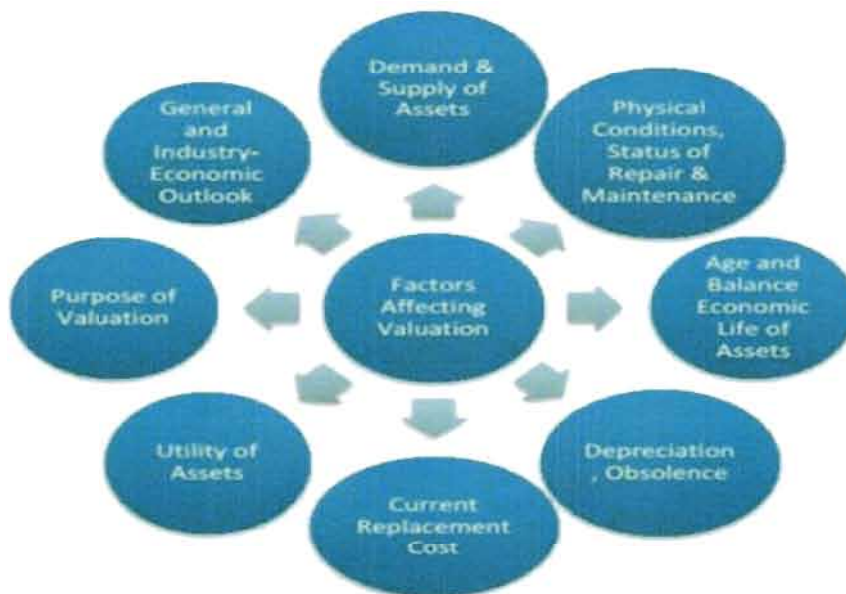 Demand &
Supply of
Assets
Physical
Conditions,
Status of
Repair &
Maintenance
Age and
Balance
Economic
Life of
Assets
Depreciation
, Obsolence
Current
Replacement
Cost
Utility of
Assets
Purpose of
Valuation
General
and
Industry-
Economic
Outlook
Factors
Affecting
Valuation